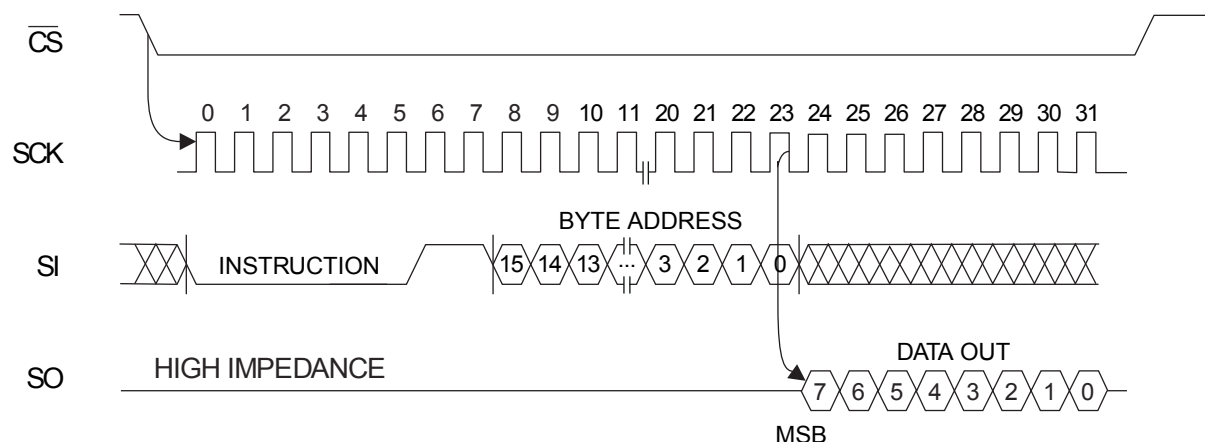 CS
0 1 2 3 4 5 6 7 8 9 10 11 20 21 22 23 24 25 26 27 28 29 30 31
SCK
BYTE ADDRESS
SI INSTRUCTION 15 14 13 ... 3 2 1 0
DATA OUT
SO HIGH IMPEDANCE 7 6 5 4 3 2 1 0
MSB